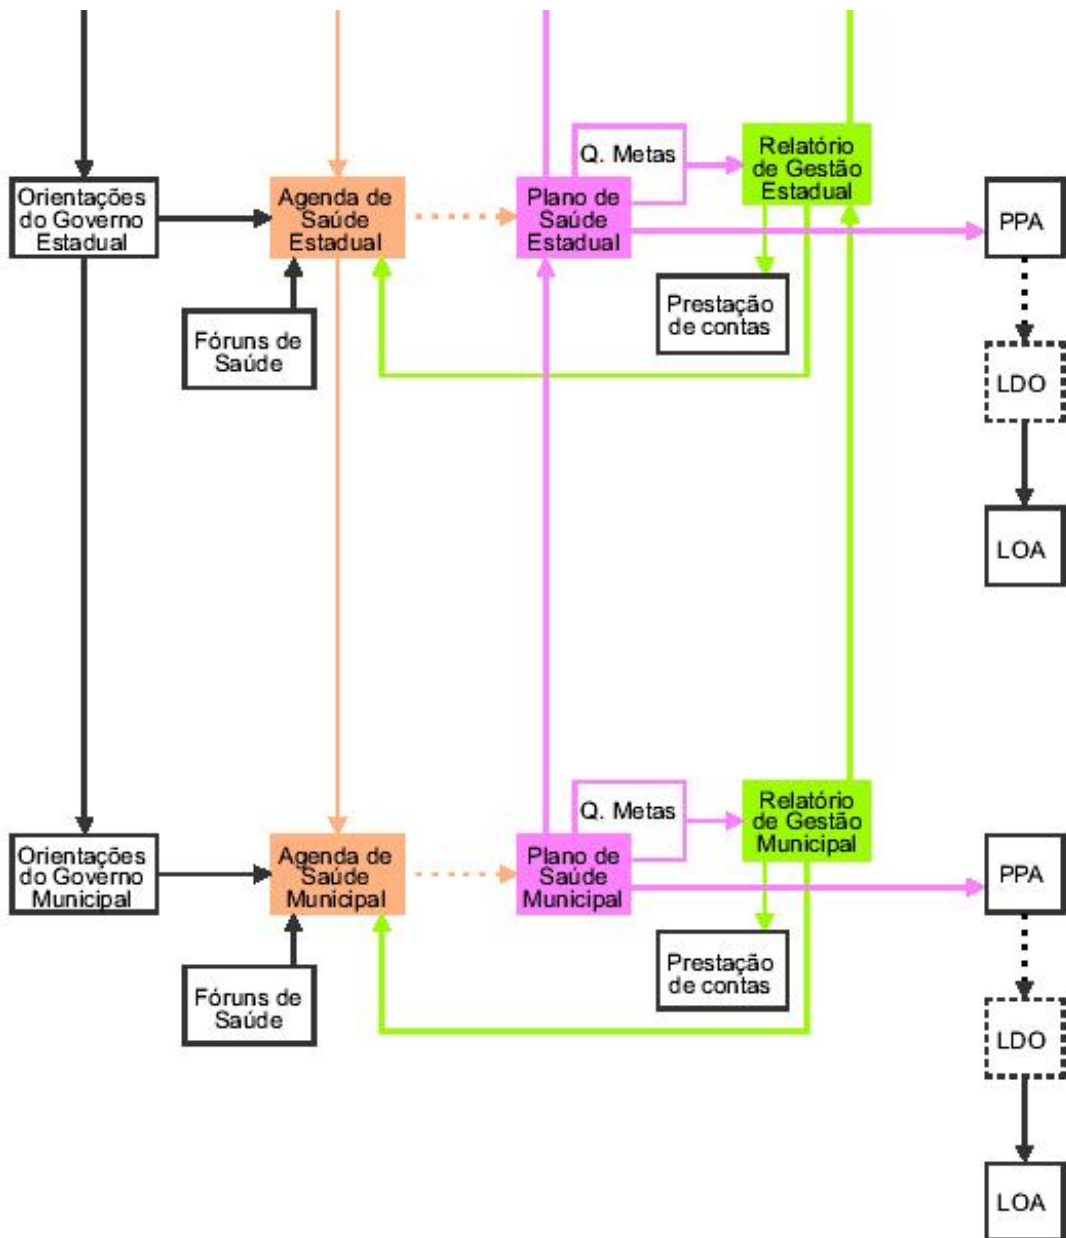 Orientações
do Governo
Estadual
Agenda de
Saúde
Estadual
Fóruns de
Saúde
Plano de
Saúde
Estadual
Q. Metas
Relatório
de Gestão
Estadual
Prestação
de contas
PPA
LDO
LOA
Orientações
do Governo
Municipal
Agenda de
Saúde
Municipal
Fóruns de
Saúde
Plano de
Saúde
Municipal
Q. Metas
Relatório
de Gestão
Municipal
Prestação
de contas
PPA
LDO
LOA